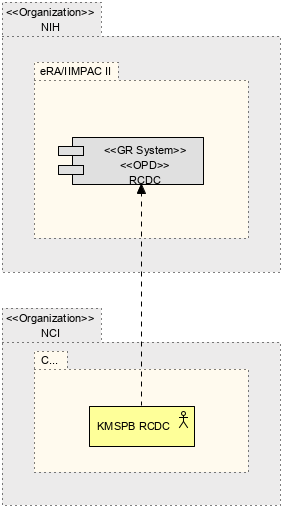 <<Organization>>
NIH
eRA/IIMPAC II
<<GR System>>
<<OPD>>
RCDC
<<Organization>>
NCI
C...
KMSPB RCDC